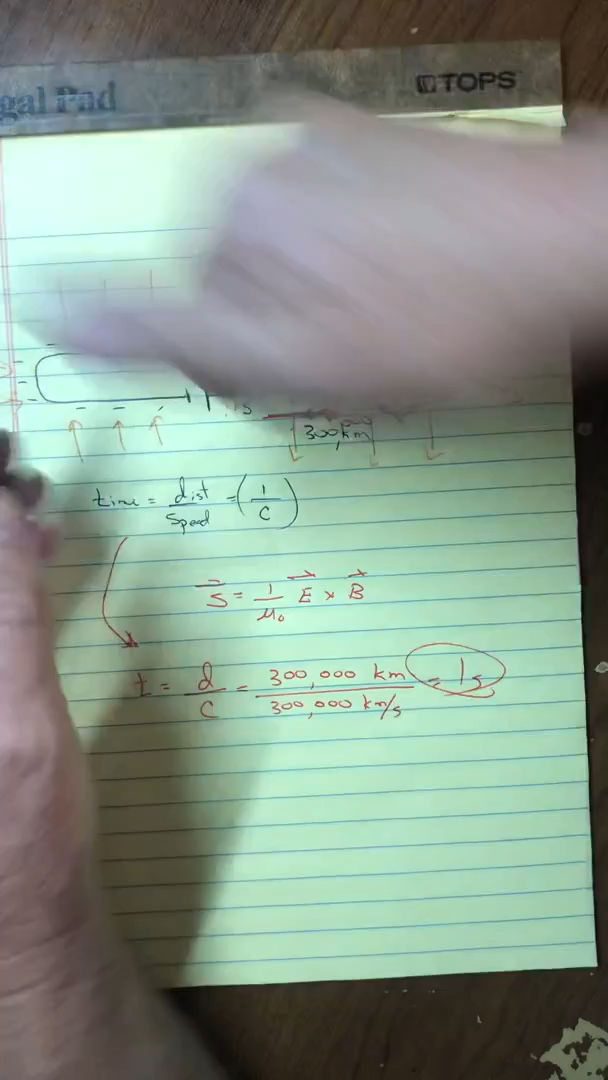 gal Pad TOPS
300,000 km
time = dist / speed = (1 / c)
S = 1/μ₀ E × B
t = d / c = 300,000 km / 300,000 km/s = 1s